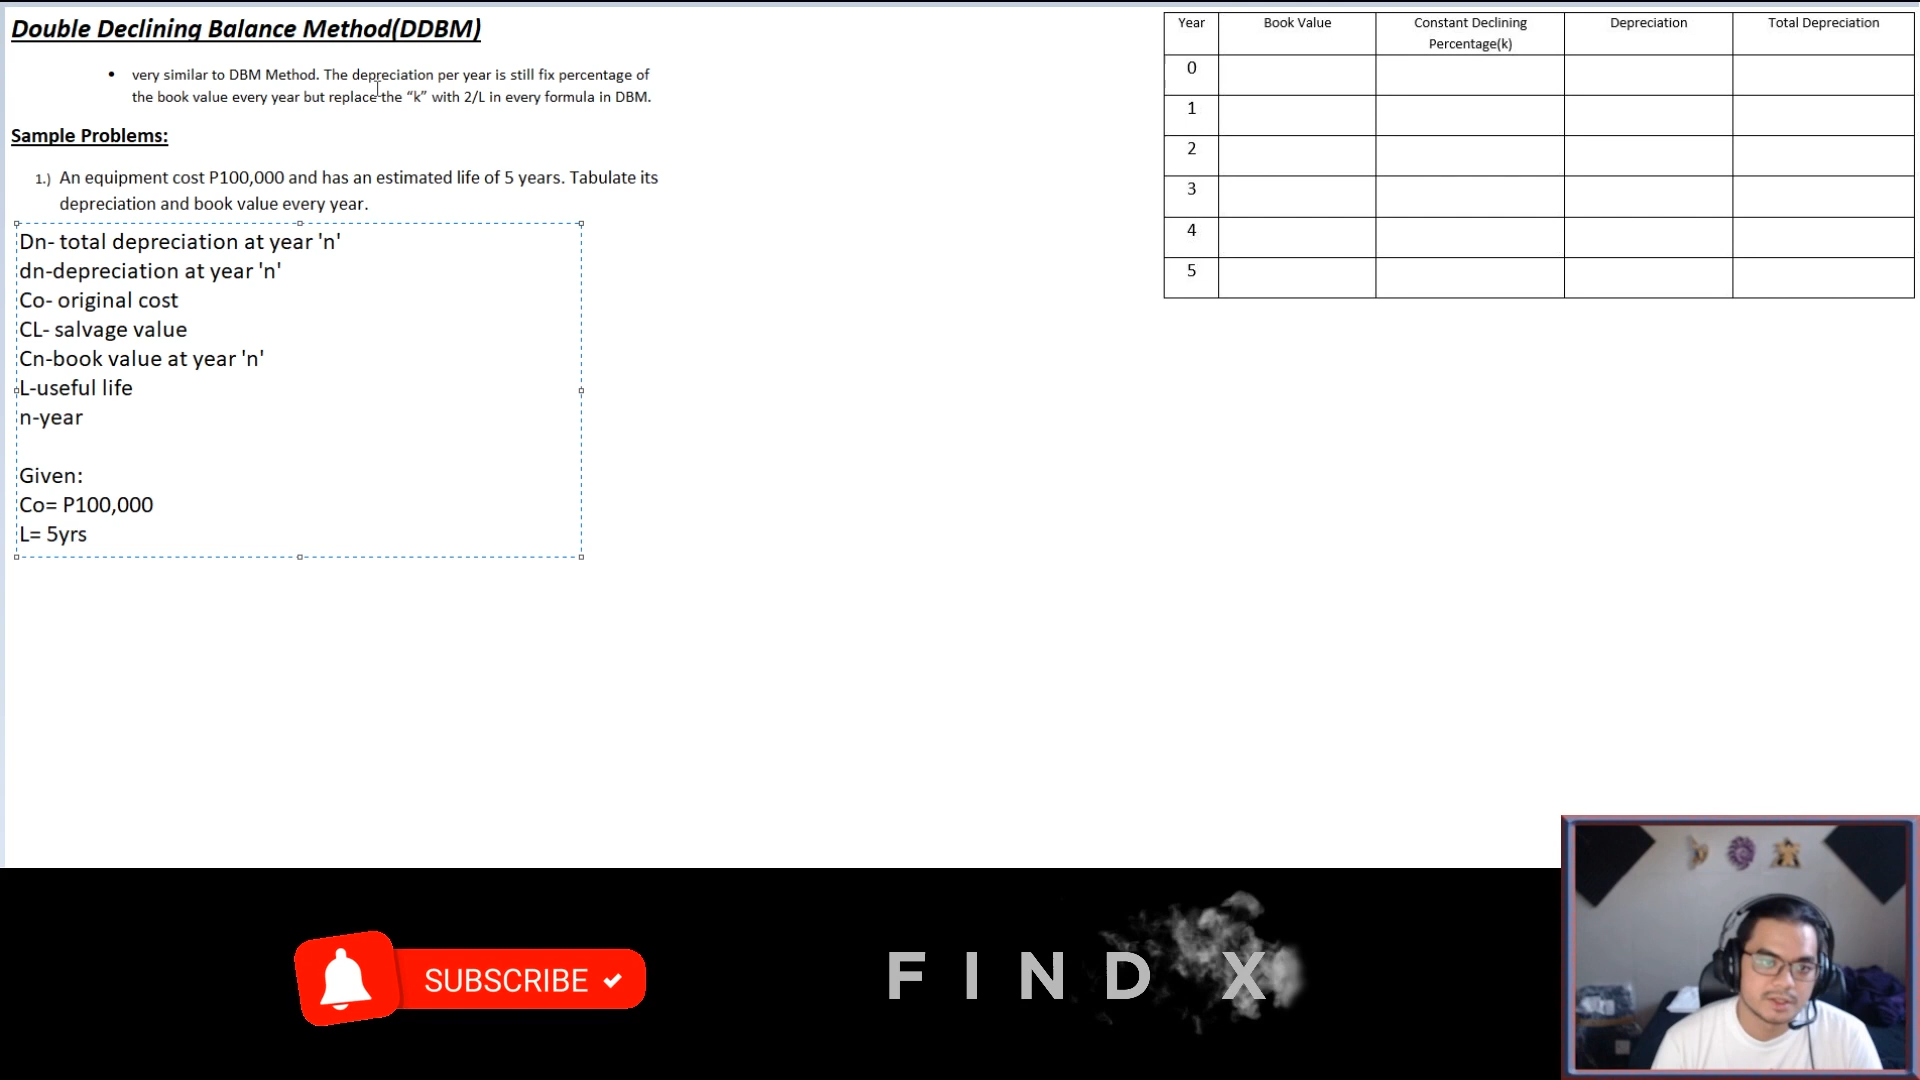 Double Declining Balance Method(DDBM)
• very similar to DBM Method. The depreciation per year is still fix percentage of
the book value every year but replace the “k” with 2/L in every formula in DBM.
Sample Problems:
1.) An equipment cost P100,000 and has an estimated life of 5 years. Tabulate its
depreciation and book value every year.
Dn- total depreciation at year 'n'
dn-depreciation at year 'n'
Co- original cost
CL- salvage value
Cn-book value at year 'n'
L-useful life
n-year
Given:
Co= P100,000
L= 5yrs
Year Book Value Constant Declining Depreciation Total Depreciation
Percentage(k)
0
1
2
3
4
5
SUBSCRIBE
FIND X